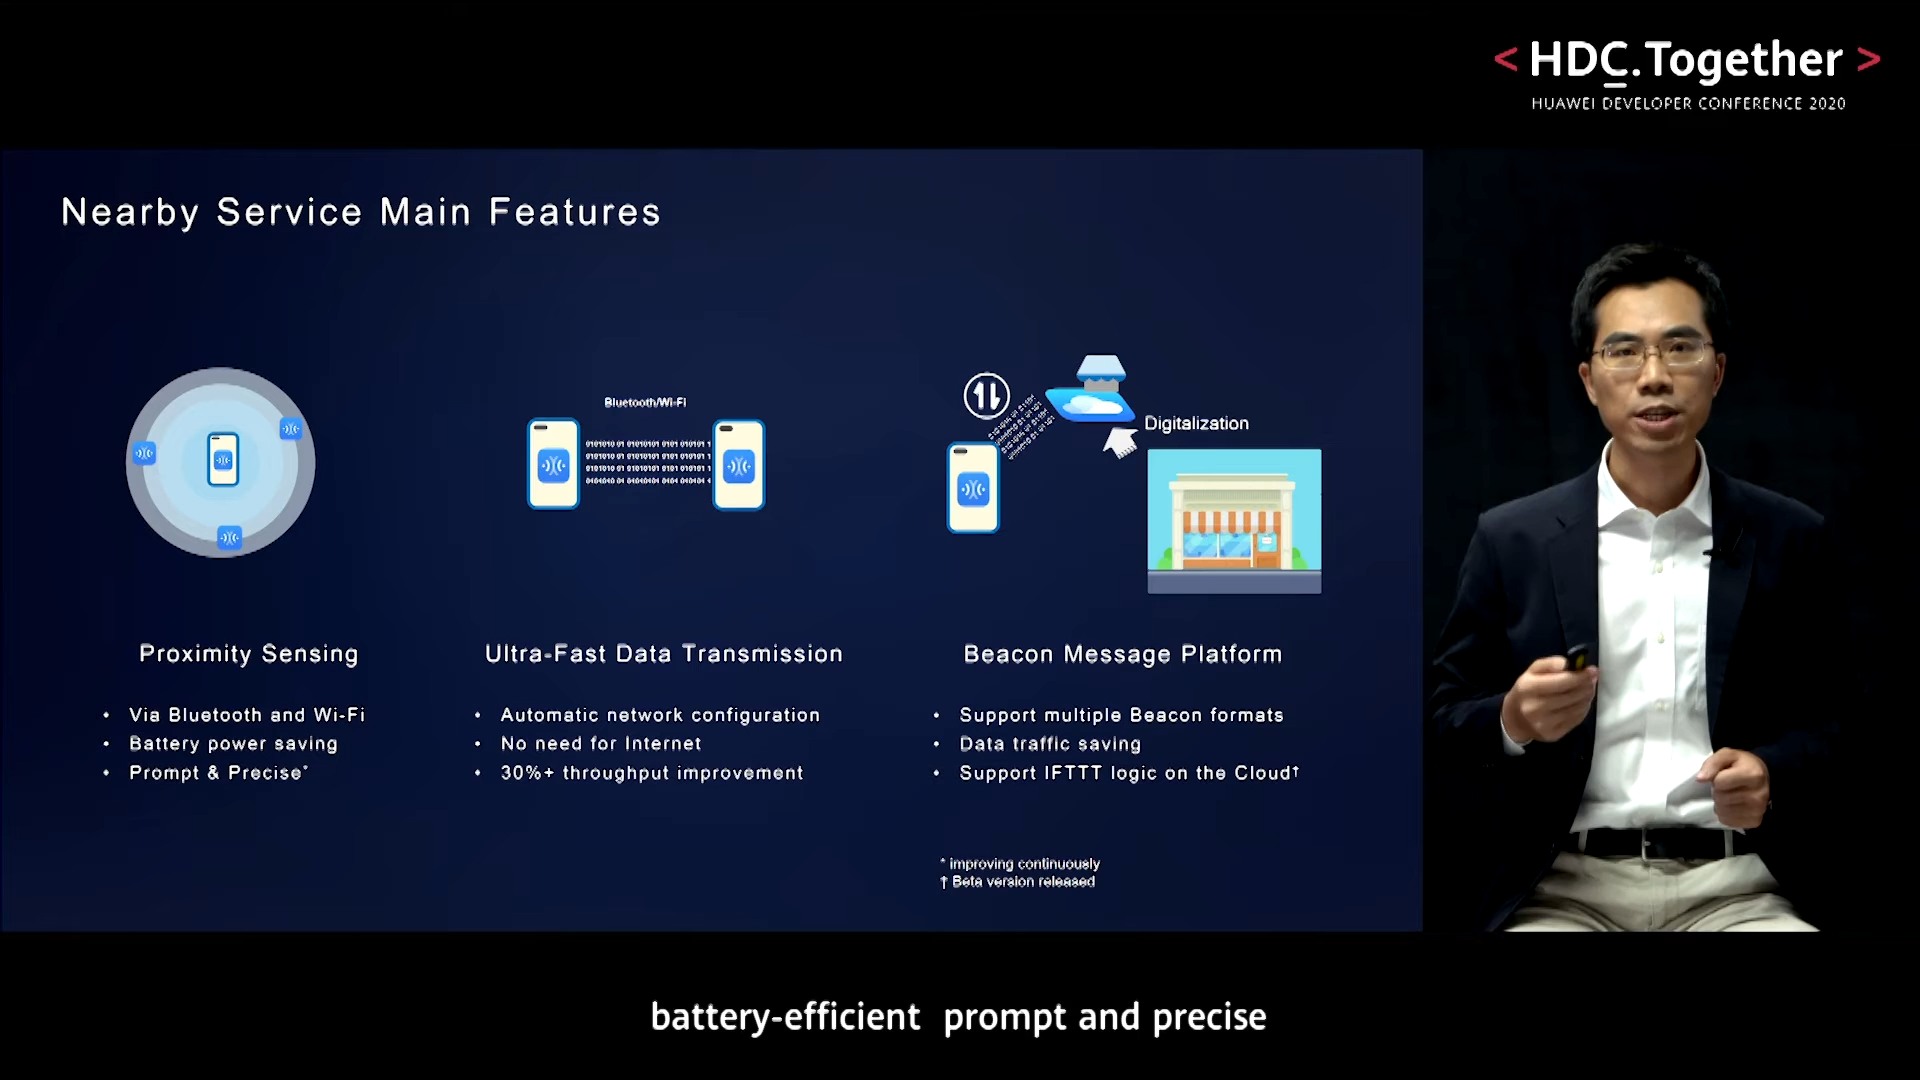 < HDC.Together >
HUAWEI DEVELOPER CONFERENCE 2020
Nearby Service Main Features
Bluetooth/Wi-Fi
Digitalization
Proximity Sensing
• Via Bluetooth and Wi-Fi
• Battery power saving
• Prompt & Precise*
Ultra-Fast Data Transmission
• Automatic network configuration
• No need for Internet
• 30%+ throughput improvement
Beacon Message Platform
• Support multiple Beacon formats
• Data traffic saving
• Support IFTTT logic on the Cloud†
* improving continuously
† Beta version released
battery-efficient prompt and precise